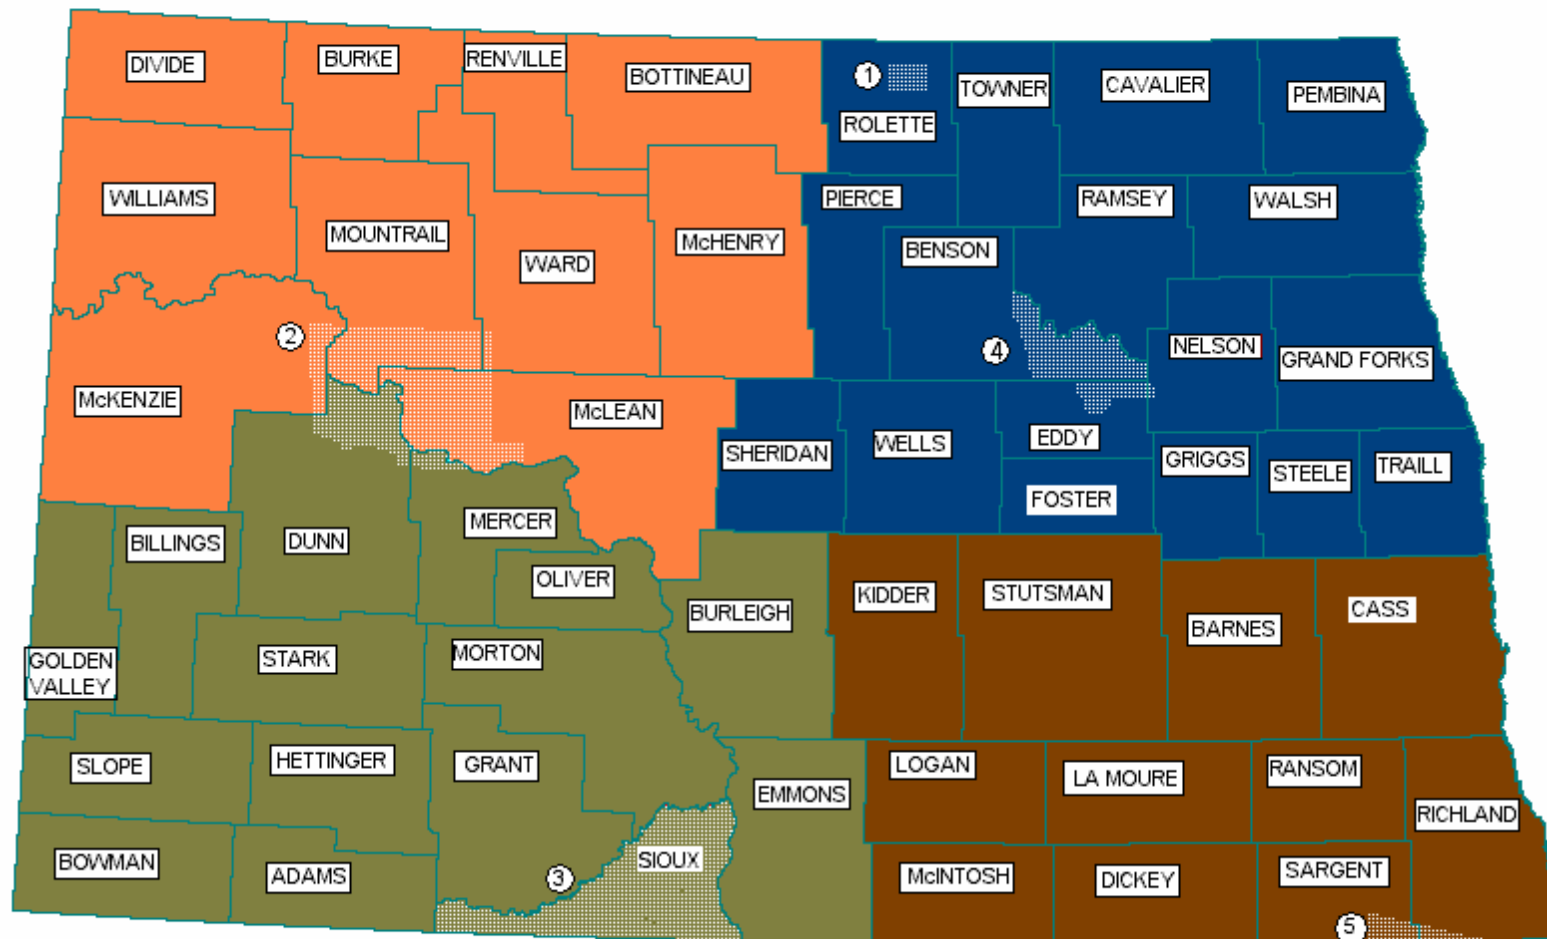 DIVIDE
BURKE
RENVILLE
BOTTINEAU
1
ROLETTE
TOWNER
CAVALIER
PEMBINA
WILLIAMS
MOUNTRAIL
WARD
McHENRY
PIERCE
BENSON
RAMSEY
WALSH
2
McKENZIE
McLEAN
4
NELSON
GRAND FORKS
SHERIDAN
WELLS
EDDY
FOSTER
GRIGGS
STEELE
TRAILL
BILLINGS
DUNN
MERCER
OLIVER
BURLEIGH
KIDDER
STUTSMAN
BARNES
CASS
GOLDEN
VALLEY
STARK
MORTON
SLOPE
HETTINGER
GRANT
EMMONS
LOGAN
LA MOURE
RANSOM
RICHLAND
BOWMAN
ADAMS
3
SIOUX
McINTOSH
DICKEY
SARGENT
5